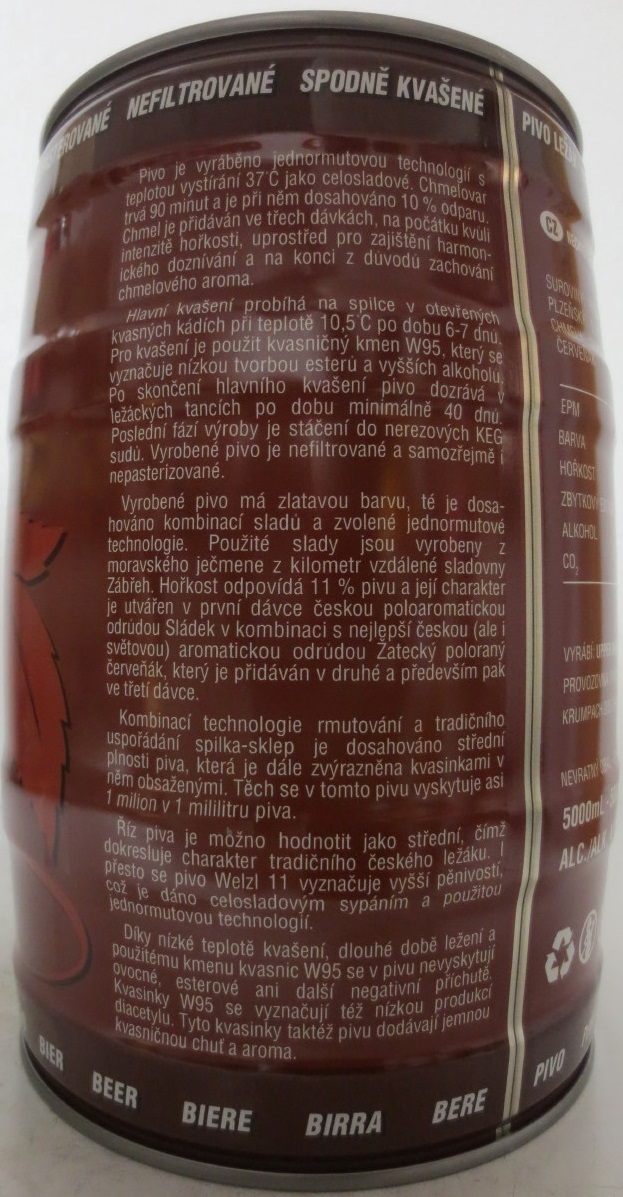 NEFILTROVANÉ SPODNĚ KVAŠENÉ
Pivo je vyráběno jednormutovou technologií s
teplotou vystírání 37°C jako celosladové. Chmelovar
trvá 90 minut a je při něm dosahováno 10 % odparu.
Chmel je přidáván ve třech dávkách, na počátku kvůli
intenzitě hořkosti, uprostřed pro zajištění harmon-
ického doznívání a na konci z důvodů zachování
chmelového aroma.
Hlavní kvašení probíhá na spilce v otevřených
kvasných kádích při teplotě 10,5°C po dobu 6-7 dnů.
Pro kvašení je použit kvasničný kmen W95, který se
vyznačuje nízkou tvorbou esterů a vyšších alkoholů.
Po skončení hlavního kvašení pivo dozrává v
ležáckých tancích po dobu minimálně 40 dnů.
Poslední fází výroby je stáčení do nerezových KEG
sudů. Vyrobené pivo je nefiltrované a samozřejmě i
nepasterizované.
Vyrobené pivo má zlatavou barvu, té je dosa-
hováno kombinací sladů a zvolené jednormutové
technologie. Použité slady jsou vyrobeny z
moravského ječmene z kilometr vzdálené sladovny
Zábřeh. Hořkost odpovídá 11 % pivu a její charakter
je utvářen v první dávce českou poloaromatickou
odrůdou Sládek v kombinaci s nejlepší českou (ale i
světovou) aromatickou odrůdou Žatecký poloraný
červeňák, který je přidáván v druhé a především pak
ve třetí dávce.
Kombinací technologie rmutování a tradičního
uspořádání spilka-sklep je dosahováno střední
plnosti piva, která je dále zvýrazněna kvasinkami v
něm obsaženými. Těch se v tomto pivu vyskytuje asi
1 milion v 1 mililitru piva.
Říz piva je možno hodnotit jako střední, čímž
dokresluje charakter tradičního českého ležáku. I
přesto se pivo Welzl 11 vyznačuje vyšší pěnivostí,
což je dáno celosladovým sypáním a použitou
jednormutovou technologií.
Díky nízké teplotě kvašení, dlouhé době ležení a
použitému kmenu kvasnic W95 se v pivu nevyskytují
ovocné, esterové ani další negativní příchutě.
Kvasinky W95 se vyznačují též nízkou produkcí
diacetylu. Tyto kvasinky taktéž pivu dodávají jemnou
kvasničnou chuť a aroma.
BIER BEER BIERE BIRRA BERE
PIVO
CZ
EPM
BARVA
HOŘKOST
ALKOHOL
CO₂
VYRÁBÍ:
NEVRATNÝ
5000mL
PIVO